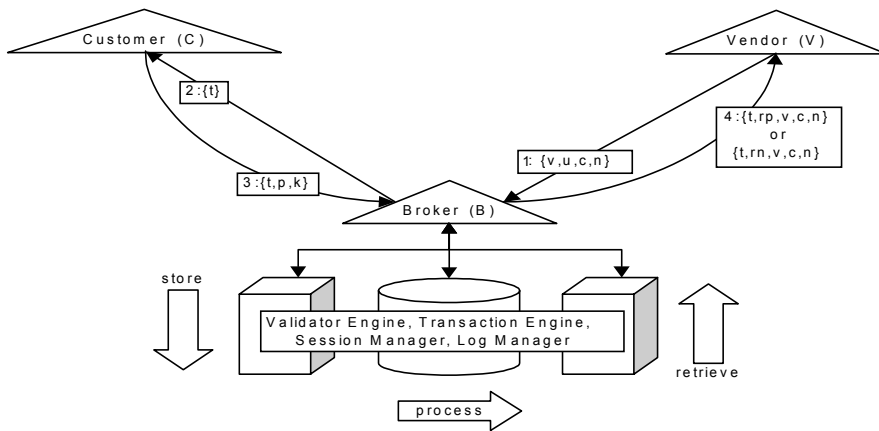 Customer (C)
Vendor (V)
2:{t}
4:{t,rp,v,c,n}
or
{t,rn,v,c,n}
1: {v,u,c,n}
3:{t,p,k}
Broker (B)
store
Validator Engine, Transaction Engine,
Session Manager, Log Manager
retrieve
process